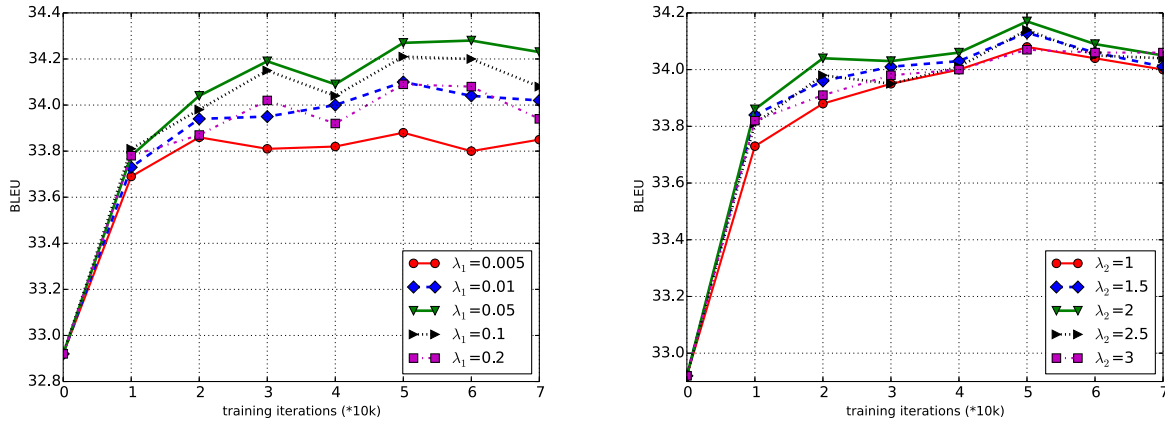 34.4
34.2
34.0
33.8
33.6
33.4
33.2
33.0
32.8
BLEU
0 1 2 3 4 5 6 7
training iterations (*10k)
λ₁=0.005
λ₁=0.01
λ₁=0.05
λ₁=0.1
λ₁=0.2
34.2
34.0
33.8
33.6
33.4
33.2
33.0
BLEU
0 1 2 3 4 5 6 7
training iterations (*10k)
λ₂=1
λ₂=1.5
λ₂=2
λ₂=2.5
λ₂=3